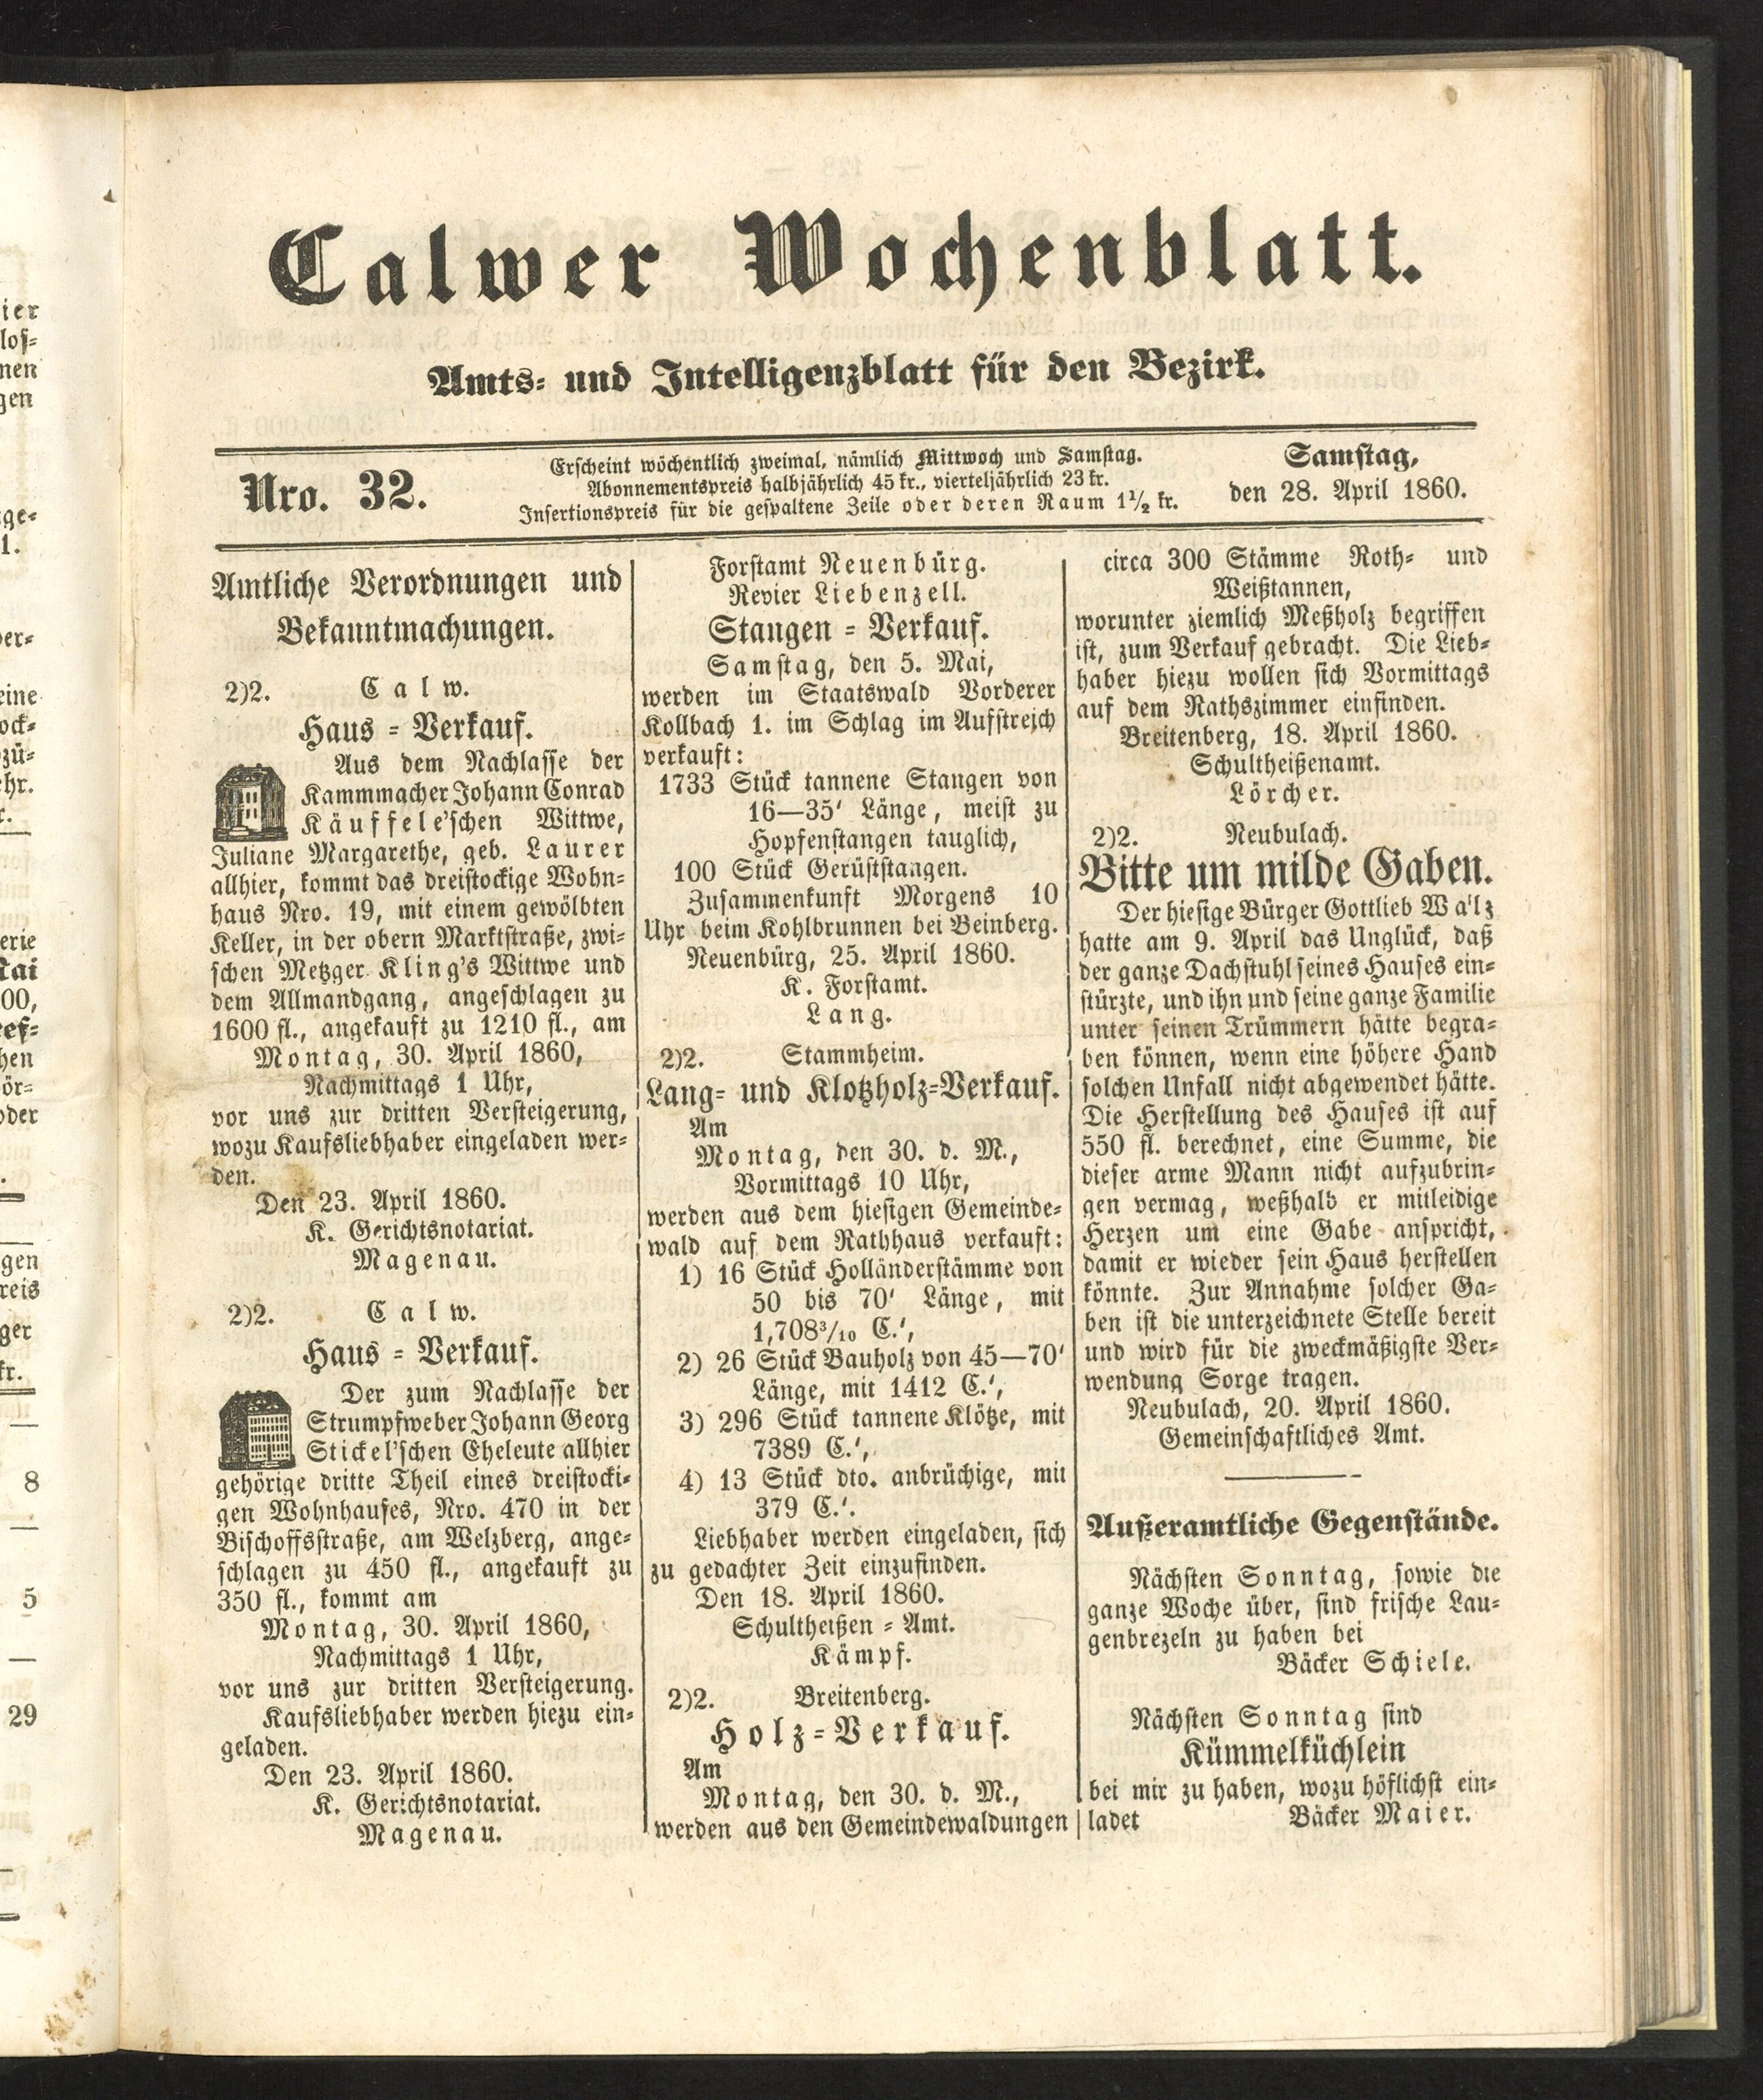 Calwer Wochenblatt.
Amts- und Intelligenzblatt für den Bezirk.
Nro. 32.
Erscheint wöchentlich zweimal, nämlich Mittwoch und Samstag.
Abonnementspreis halbjährlich 45 kr., vierteljährlich 23 kr.
Insertionspreis für die gespaltene Zeile oder deren Raum 1½ kr.
Samstag,
den 28. April 1860.
Amtliche Verordnungen und
Bekanntmachungen.
2)2. Calw.
Haus-Verkauf.
Aus dem Nachlasse der
Kammmacher Johann Conrad
Käuffele'schen Wittwe,
Juliane Margarethe, geb. Laurer
allhier, kommt das dreistockige Wohn-
haus Nro. 19, mit einem gewölbten
Keller, in der obern Marktstraße, zwi-
schen Metzger Kling's Wittwe und
dem Allmandgang, angeschlagen zu
1600 fl., angekauft zu 1210 fl., am
Montag, 30. April 1860,
Nachmittags 1 Uhr,
vor uns zur dritten Versteigerung,
wozu Kaufsliebhaber eingeladen wer-
den.
Den 23. April 1860.
K. Gerichtsnotariat.
Magenau.
2)2. Calw.
Haus-Verkauf.
Der zum Nachlasse der
Strumpfweber Johann Georg
Stickel'schen Eheleute allhier
gehörige dritte Theil eines dreistocki-
gen Wohnhauses, Nro. 470 in der
Bischoffsstraße, am Welzberg, ange-
schlagen zu 450 fl., angekauft zu
350 fl., kommt am
Montag, 30. April 1860,
Nachmittags 1 Uhr,
vor uns zur dritten Versteigerung.
Kaufsliebhaber werden hiezu ein-
geladen.
Den 23. April 1860.
K. Gerichtsnotariat.
Magenau.
Forstamt Neuenbürg.
Revier Liebenzell.
Stangen-Verkauf.
Samstag, den 5. Mai,
werden im Staatswald Vorderer
Kollbach 1. im Schlag im Aufstreich
verkauft:
1733 Stück tannene Stangen von
16—35' Länge, meist zu
Hopfenstangen tauglich,
100 Stück Gerüststangen.
Zusammenkunft Morgens 10
Uhr beim Kohlbrunnen bei Beinberg.
Neuenbürg, 25. April 1860.
K. Forstamt.
Lang.
2)2. Stammheim.
Lang- und Klotzholz-Verkauf.
Am
Montag, den 30. d. M.,
Vormittags 10 Uhr,
werden aus dem hiesigen Gemeinde-
wald auf dem Rathhaus verkauft:
1) 16 Stück Holländerstämme von
50 bis 70' Länge, mit
1,708³/₁₀ C.',
2) 26 Stück Bauholz von 45—70'
Länge, mit 1412 C.',
3) 296 Stück tannene Klötze, mit
7389 C.',
4) 13 Stück dto. anbrüchige, mit
379 C.'.
Liebhaber werden eingeladen, sich
zu gedachter Zeit einzufinden.
Den 18. April 1860.
Schultheißen-Amt.
Kämpf.
2)2. Breitenberg.
Holz-Verkauf.
Am
Montag, den 30. d. M.,
werden aus den Gemeindewaldungen
circa 300 Stämme Roth- und
Weißtannen,
worunter ziemlich Meßholz begriffen
ist, zum Verkauf gebracht. Die Lieb-
haber hiezu wollen sich Vormittags
auf dem Rathszimmer einfinden.
Breitenberg, 18. April 1860.
Schultheißenamt.
Lörcher.
2)2. Neubulach.
Bitte um milde Gaben.
Der hiesige Bürger Gottlieb Walz
hatte am 9. April das Unglück, daß
der ganze Dachstuhl seines Hauses ein-
stürzte, und ihn und seine ganze Familie
unter seinen Trümmern hätte begra-
ben können, wenn eine höhere Hand
solchen Unfall nicht abgewendet hätte.
Die Herstellung des Hauses ist auf
550 fl. berechnet, eine Summe, die
dieser arme Mann nicht aufzubrin-
gen vermag, weßhalb er mitleidige
Herzen um eine Gabe anspricht,
damit er wieder sein Haus herstellen
könnte. Zur Annahme solcher Ga-
ben ist die unterzeichnete Stelle bereit
und wird für die zweckmäßigste Ver-
wendung Sorge tragen.
Neubulach, 20. April 1860.
Gemeinschaftliches Amt.
Außeramtliche Gegenstände.
Nächsten Sonntag, sowie die
ganze Woche über, sind frische Lau-
genbrezeln zu haben bei
Bäcker Schiele.
Nächsten Sonntag sind
Kümmelküchlein
bei mir zu haben, wozu höflichst ein-
ladet Bäcker Maier.